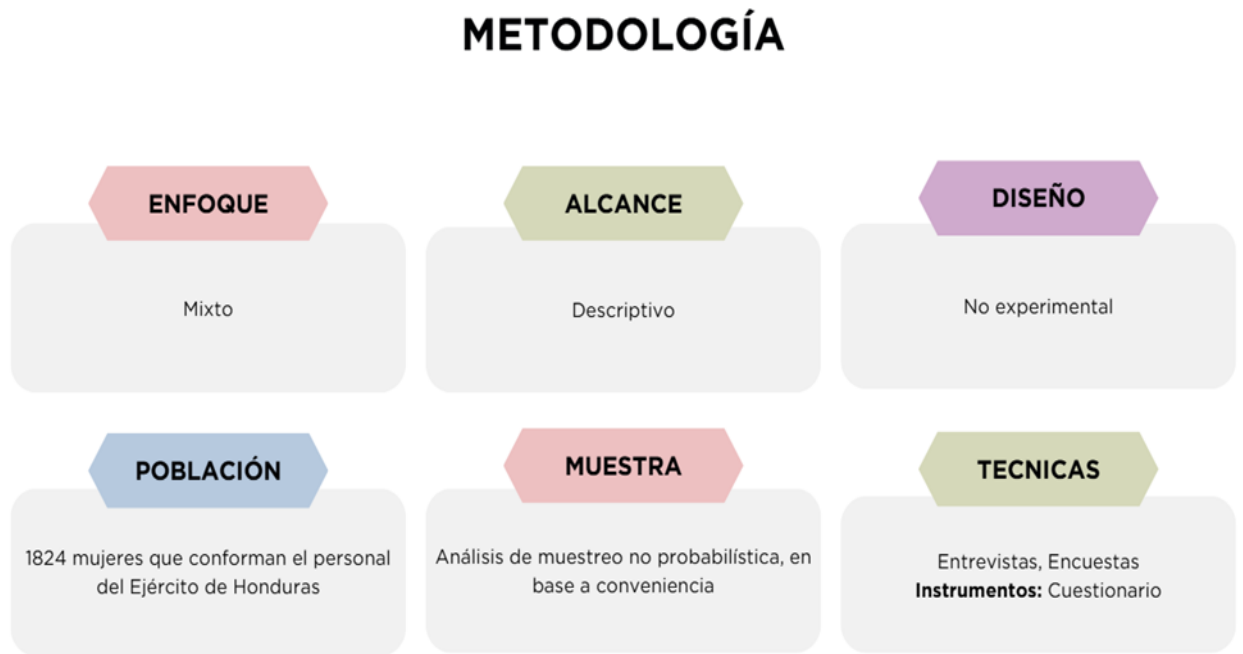 METODOLOGÍA
ENFOQUE
Mixto
ALCANCE
Descriptivo
DISEÑO
No experimental
POBLACIÓN
1824 mujeres que conforman el personal
del Ejército de Honduras
MUESTRA
Análisis de muestreo no probabilística, en
base a conveniencia
TECNICAS
Entrevistas, Encuestas
Instrumentos: Cuestionario